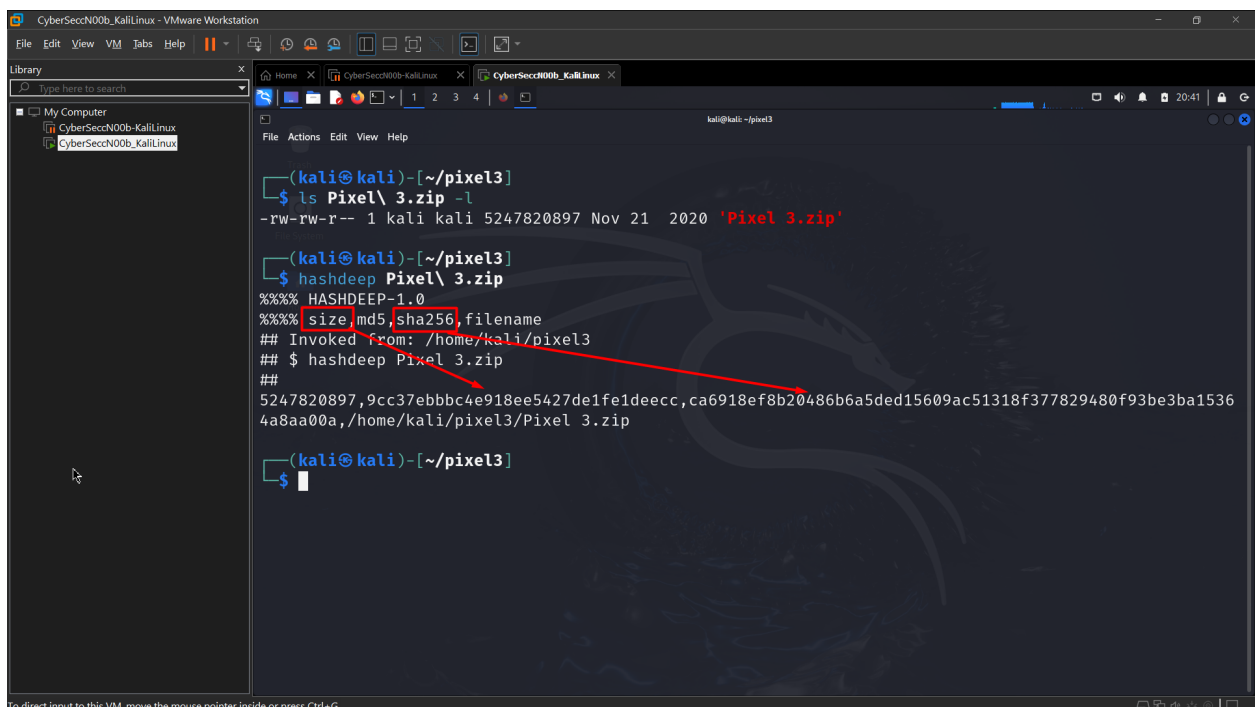 CyberSeccN00b_KaliLinux - VMware Workstation
File Edit View VM Tabs Help
Library x
Type here to search
My Computer
CyberSeccN00b-KaliLinux
CyberSeccN00b_KaliLinux
Home CyberSeccN00b-KaliLinux CyberSeccN00b_KaliLinux
1 2 3 4 20:41
kali@kali: ~/pixel3
File Actions Edit View Help
┌──(kali㉿kali)-[~/pixel3]
└─$ ls Pixel\ 3.zip -l
-rw-rw-r-- 1 kali kali 5247820897 Nov 21  2020 'Pixel 3.zip'
┌──(kali㉿kali)-[~/pixel3]
└─$ hashdeep Pixel\ 3.zip
%%%% HASHDEEP-1.0
%%%% size,md5,sha256,filename
## Invoked from: /home/kali/pixel3
## $ hashdeep Pixel 3.zip
##
5247820897,9cc37ebbbc4e918ee5427de1fe1deecc,ca6918ef8b20486b6a5ded15609ac51318f377829480f93be3ba1536
4a8aa00a,/home/kali/pixel3/Pixel 3.zip
┌──(kali㉿kali)-[~/pixel3]
└─$
To direct input to this VM, move the mouse pointer inside or press Ctrl+G.